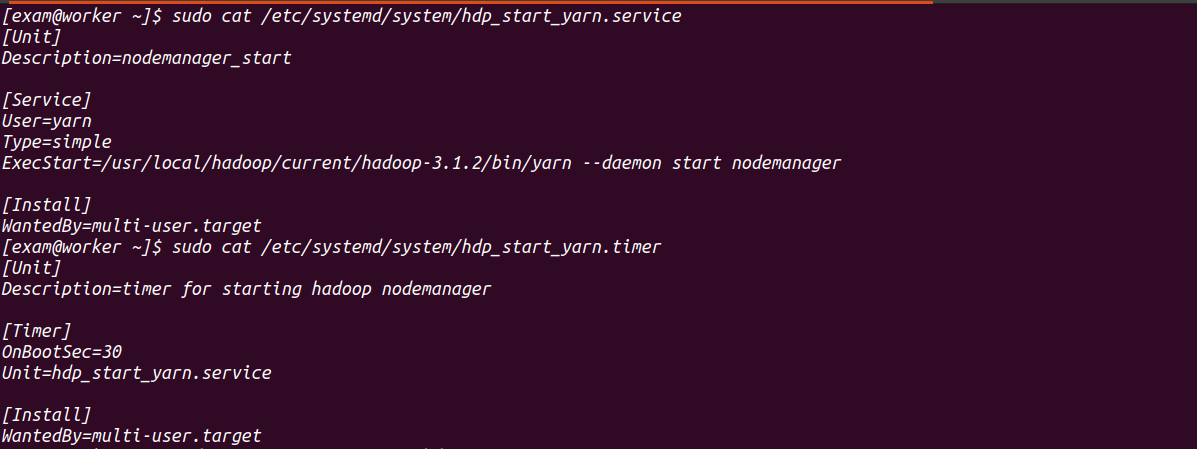 [exam@worker ~]$ sudo cat /etc/systemd/system/hdp_start_yarn.service
[Unit]
Description=nodemanager_start
[Service]
User=yarn
Type=simple
ExecStart=/usr/local/hadoop/current/hadoop-3.1.2/bin/yarn --daemon start nodemanager
[Install]
WantedBy=multi-user.target
[exam@worker ~]$ sudo cat /etc/systemd/system/hdp_start_yarn.timer
[Unit]
Description=timer for starting hadoop nodemanager
[Timer]
OnBootSec=30
Unit=hdp_start_yarn.service
[Install]
WantedBy=multi-user.target